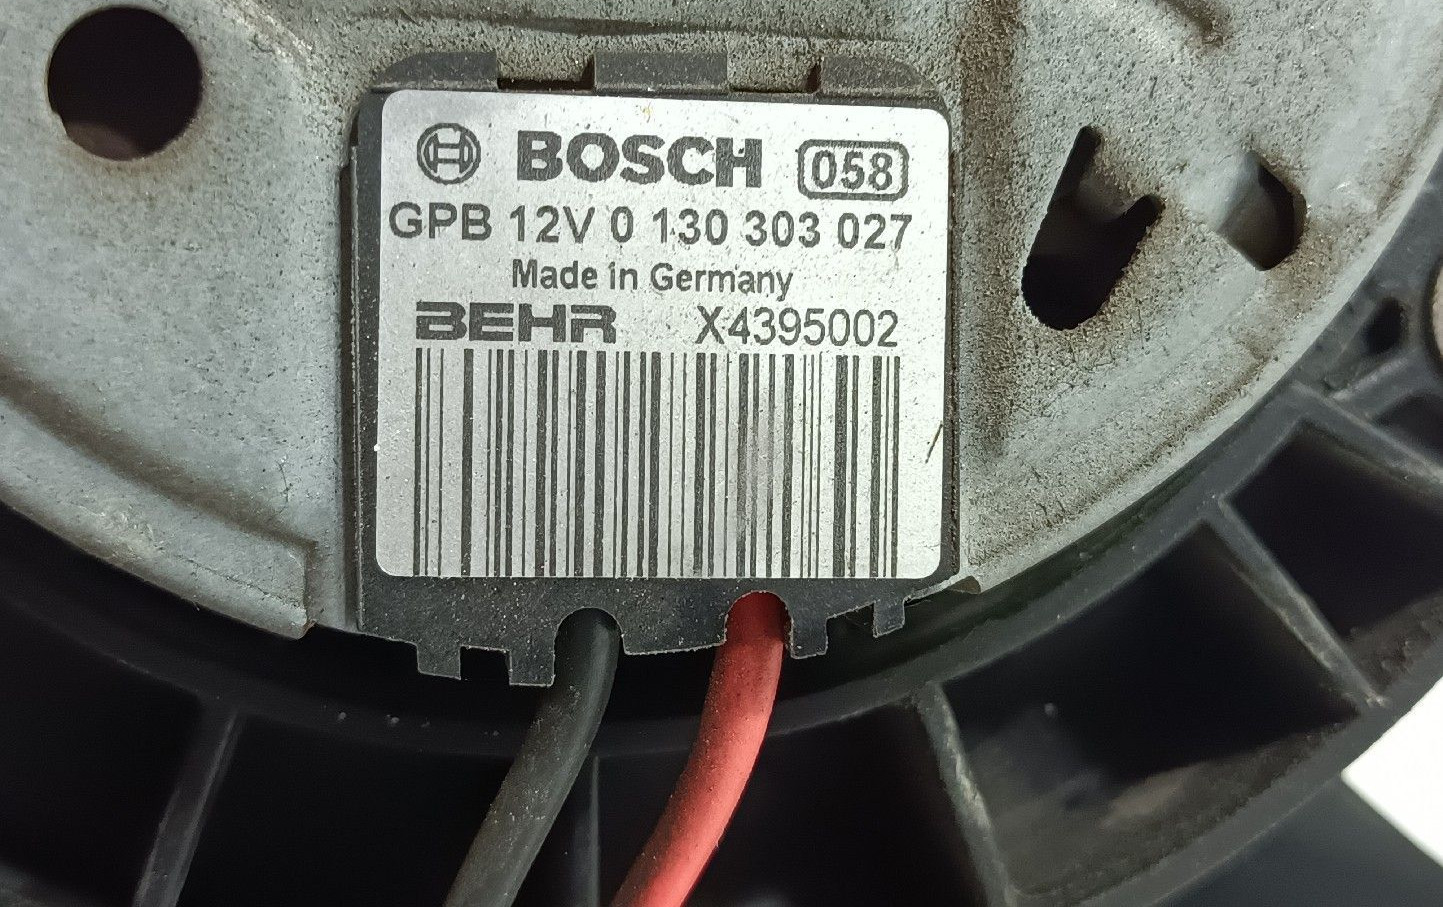 BOSCH 058
GPB 12V 0 130 303 027
Made in Germany
BEHR X4395002